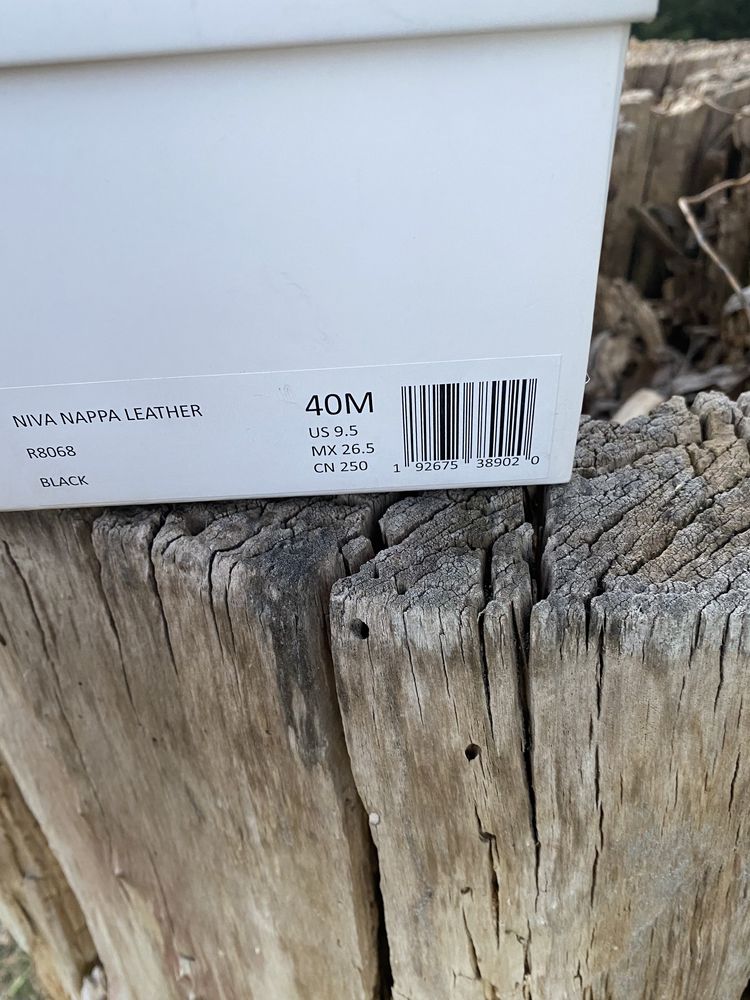 NIVA NAPPA LEATHER
R8068
BLACK
40M
US 9.5
MX 26.5
CN 250
1 92675 38902 0